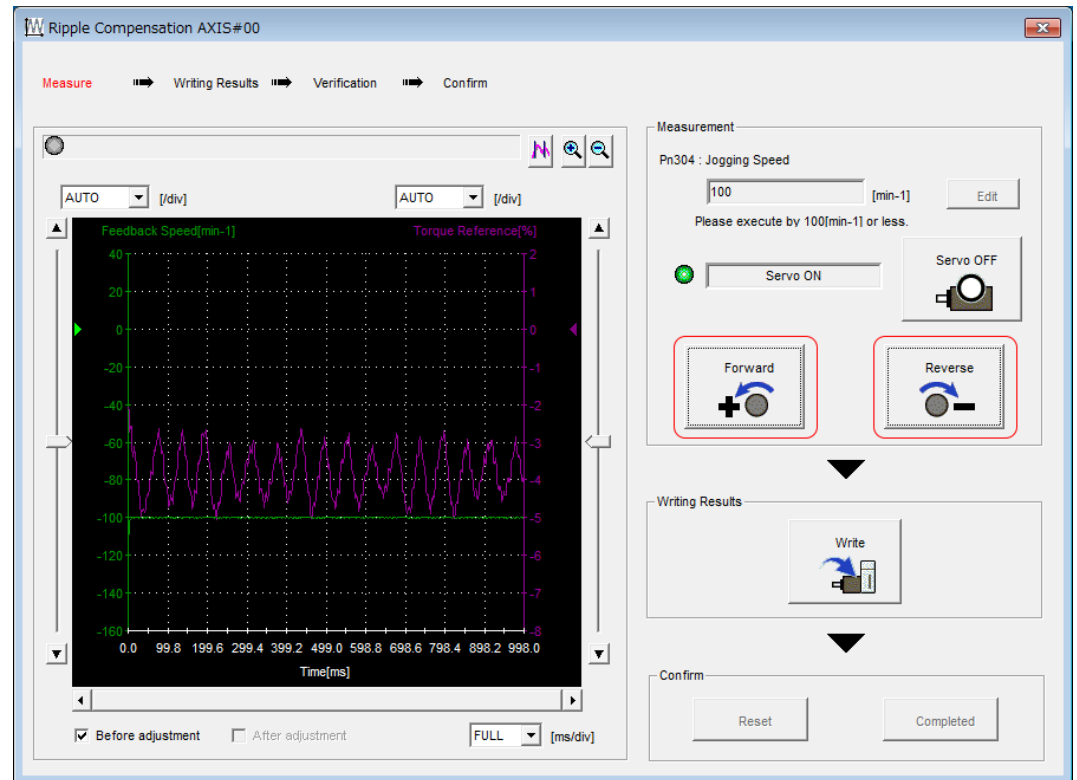 Ripple Compensation AXIS#00
Measure Writing Results Verification Confirm
AUTO [/div] AUTO [/div]
Feedback Speed[min-1] Torque Reference[%]
40 2
20 1
0 0
-20 -1
-40 -2
-60 -3
-80 -4
-100 -5
-120 -6
-140 -7
-160 -8
0.0 99.8 199.6 299.4 399.2 499.0 598.8 698.6 798.4 898.2 998.0
Time[ms]
Before adjustment After adjustment FULL [ms/div]
Measurement
Pn304 : Jogging Speed
100 [min-1] Edit
Please execute by 100[min-1] or less.
Servo ON Servo OFF
Forward Reverse
Writing Results
Write
Confirm
Reset Completed